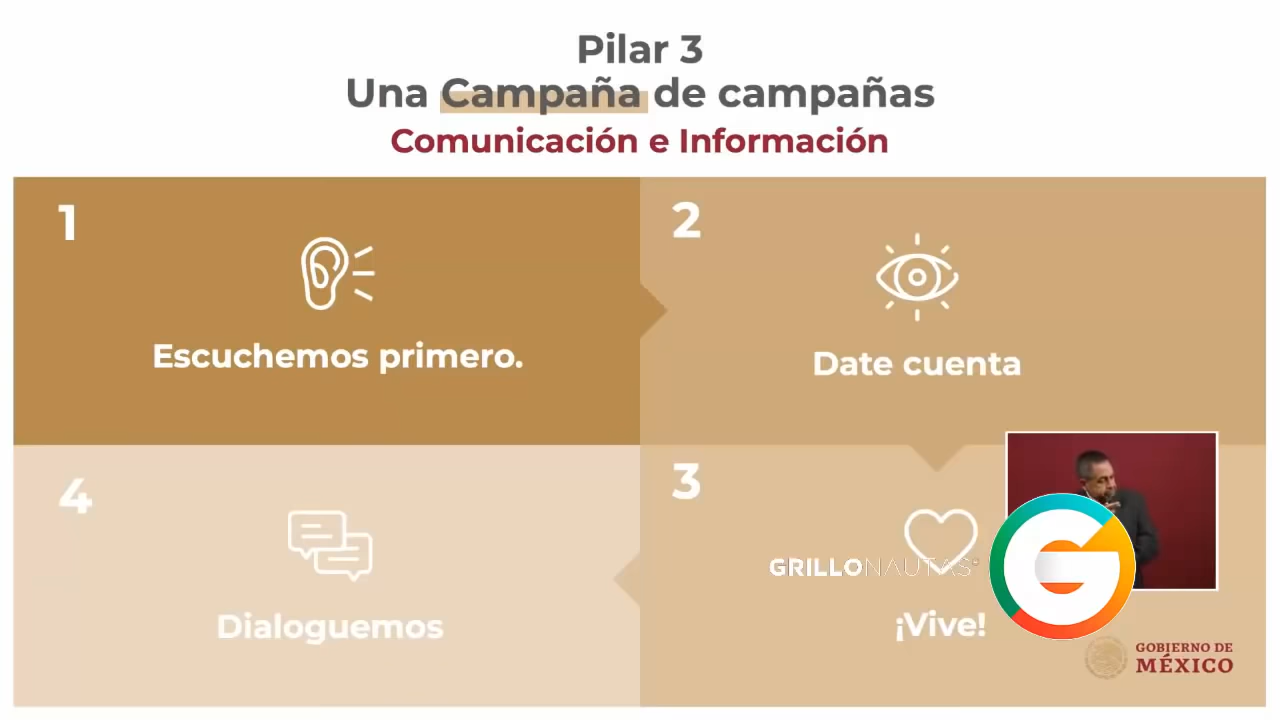 Pilar 3
Una Campaña de campañas
Comunicación e Información
1
Escuchemos primero.
2
Date cuenta
4
Dialoguemos
3
¡Vive!
GRILLONAUTAS®
G
GOBIERNO DE
MÉXICO